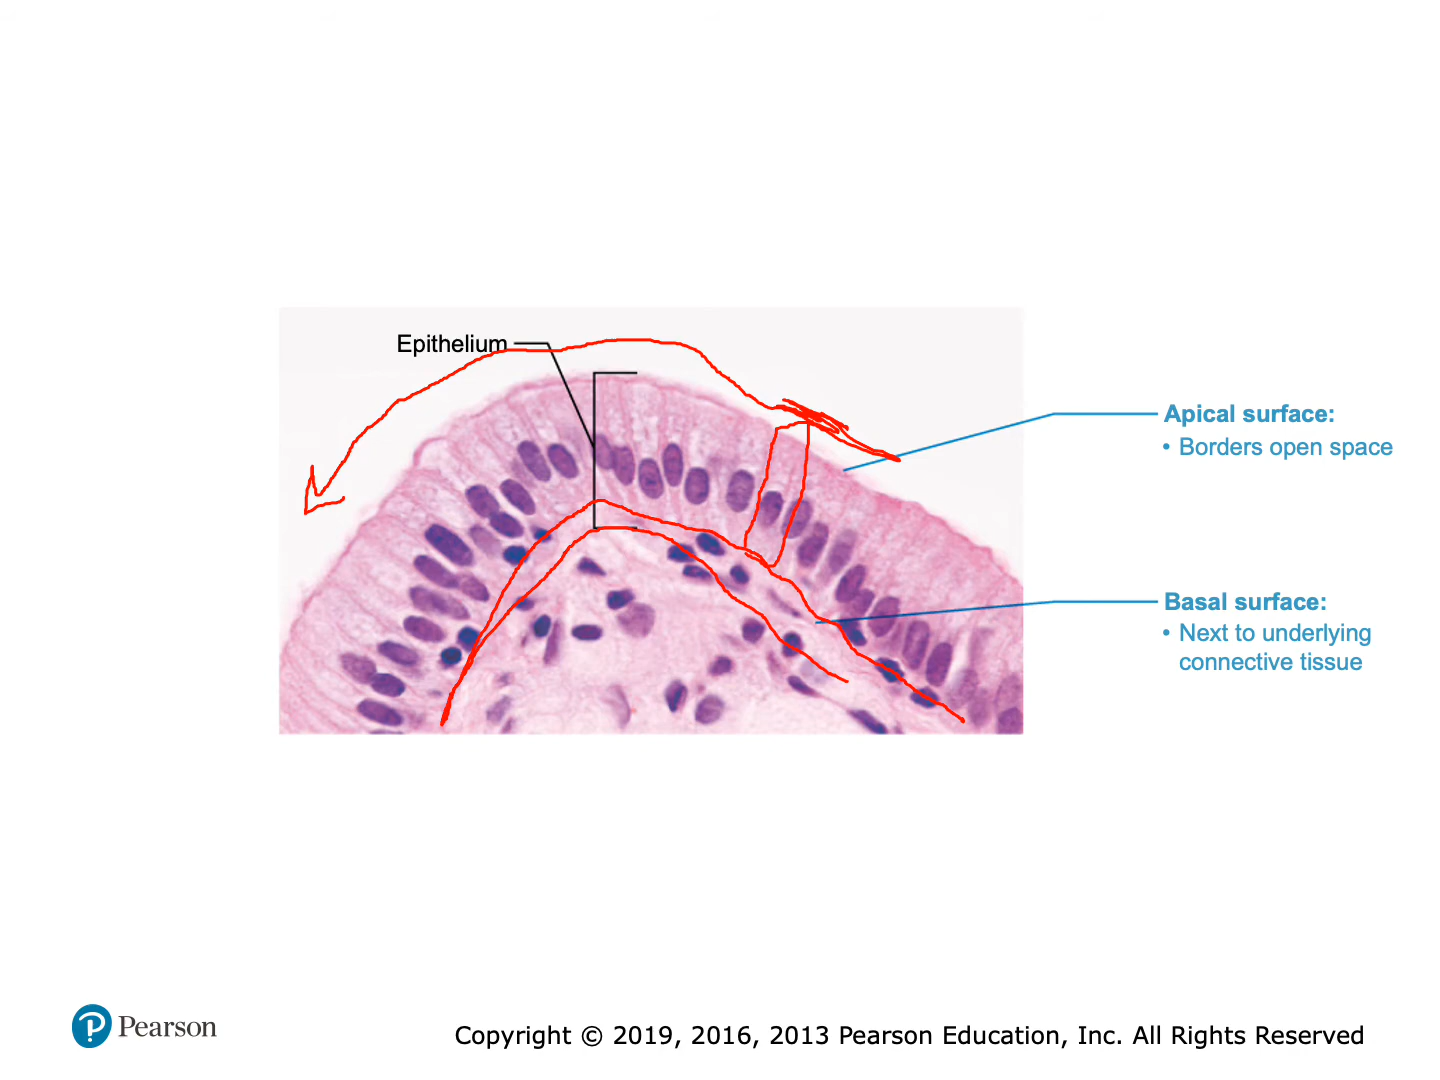 Epithelium
Apical surface:
• Borders open space
Basal surface:
• Next to underlying
connective tissue
Pearson
Copyright © 2019, 2016, 2013 Pearson Education, Inc. All Rights Reserved